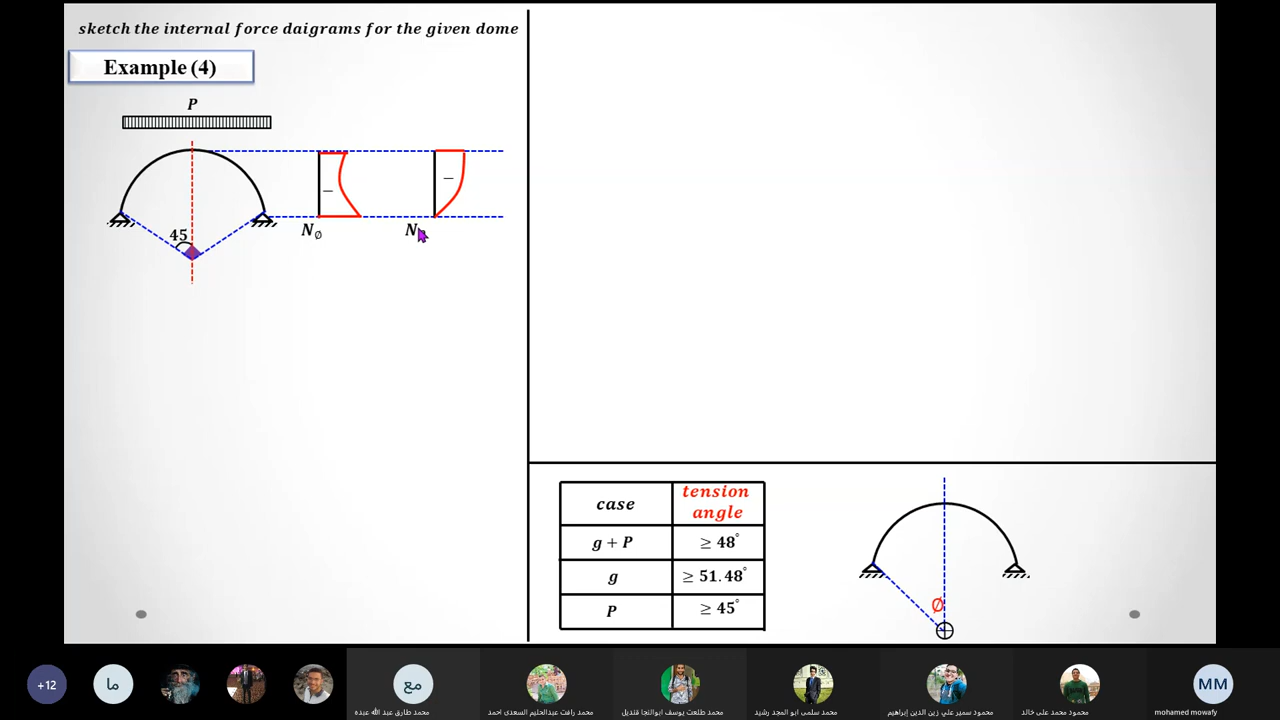 sketch the internal force daigrams for the given dome
Example (4)
P
45
N∅
N
case
tension angle
g + P
≥ 48°
g
≥ 51.48°
P
≥ 45°
∅
+12
ما
مع
MM
محمد طارق عبد الله عبده
محمد رافت عبدالحليم السعدى احمد
محمد طلعت يوسف ابوالنجا قنديل
محمد سلمى ابو المجد رشيد
محمود سمير علي زين الدين إبراهيم
محمود محمد على خالد
mohamed mowafy